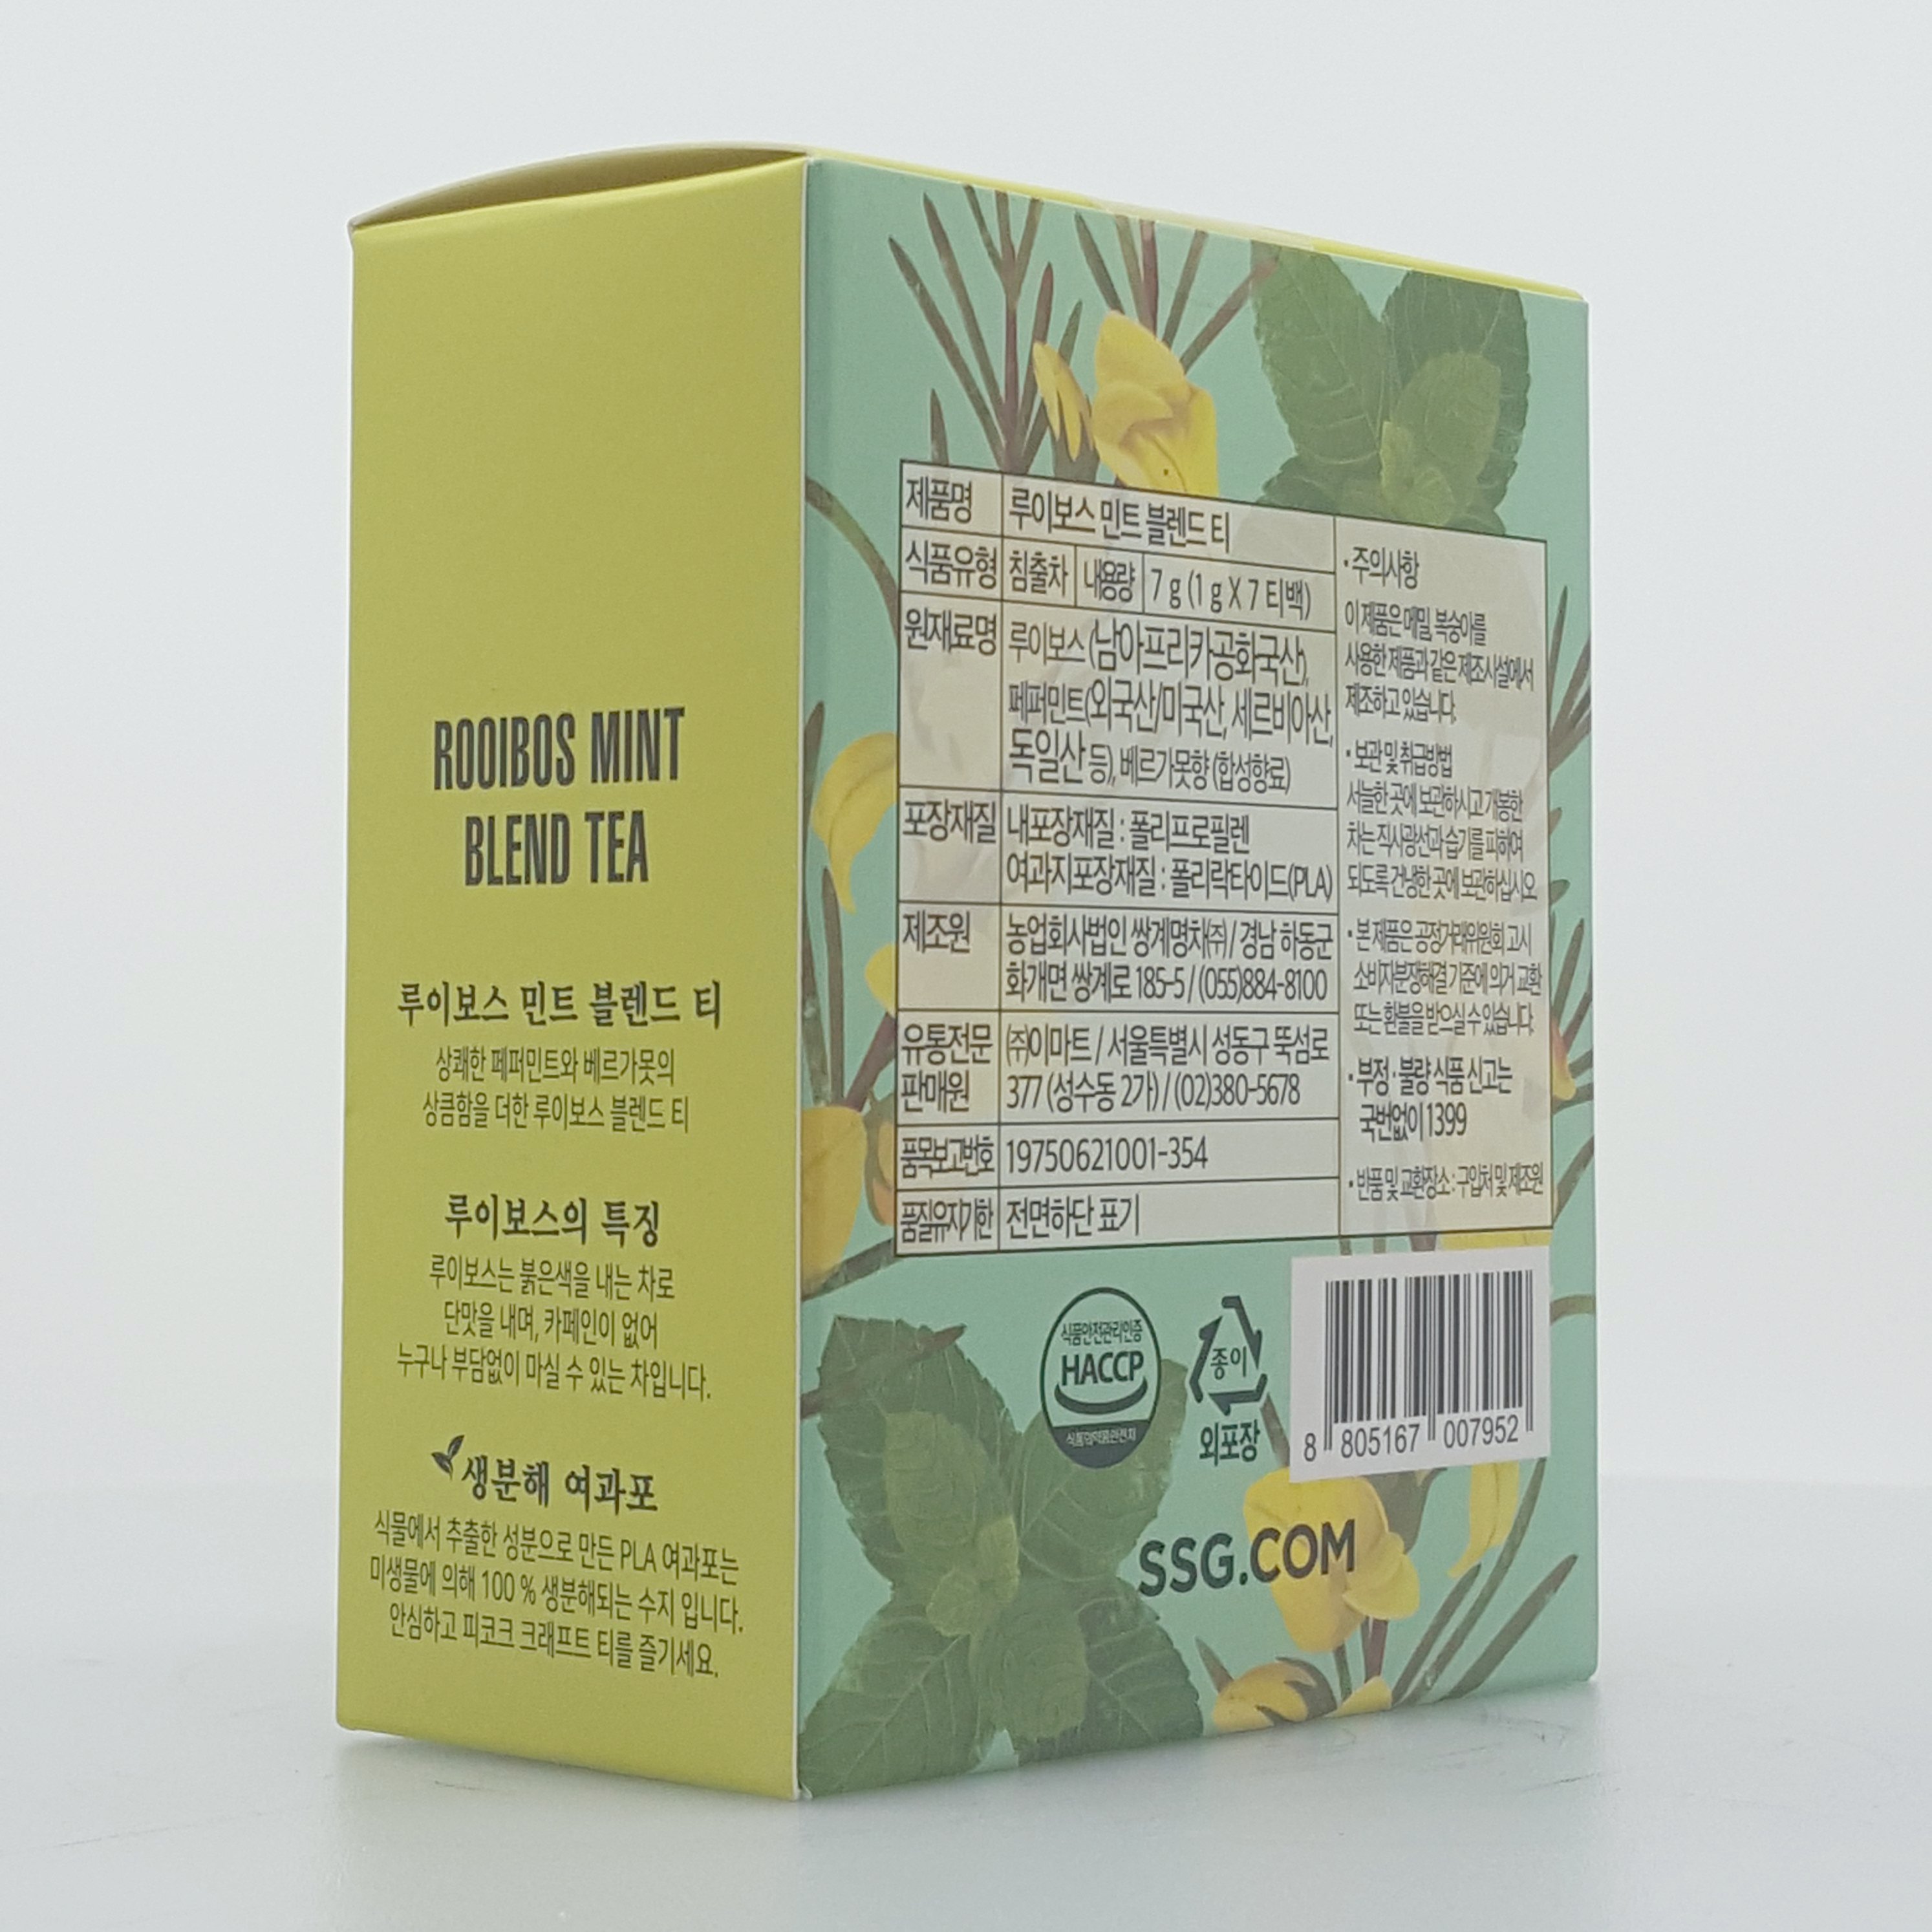 ROOIBOS MINT
BLEND TEA
루이보스 민트 블렌드 티
상쾌한 페퍼민트와 베르가못의
상큼함을 더한 루이보스 블렌드 티
루이보스의 특징
루이보스는 붉은색을 내는 차로
단맛을 내며, 카페인이 없어
누구나 부담없이 마실 수 있는 차입니다.
생분해 여과포
식물에서 추출한 성분으로 만든 PLA 여과포는
미생물에 의해 100 % 생분해되는 수지 입니다.
안심하고 피코크 크래프트 티를 즐기세요.
제품명 루이보스 민트 블렌드 티
식품유형 침출차 내용량 7 g (1 g X 7 티백)
원재료명 루이보스 (남아프리카공화국산),
페퍼민트(외국산/미국산, 세르비아산,
독일산 등), 베르가못향 (합성향료)
포장재질 내포장재질 : 폴리프로필렌
여과지포장재질 : 폴리락타이드(PLA)
제조원 농업회사법인 쌍계명차㈜ / 경남 하동군
화개면 쌍계로 185-5 / (055)884-8100
유통전문 ㈜이마트 / 서울특별시 성동구 뚝섬로
판매원 377 (성수동 2가) / (02)380-5678
품목보고번호 19750621001-354
품질유지기한 전면하단 표기
• 주의사항
이 제품은 메밀, 복숭아를
사용한 제품과 같은 제조시설에서
제조하고 있습니다.
• 보관 및 취급방법
서늘한 곳에 보관하시고 개봉한
차는 직사광선과 습기를 피하여
되도록 건냉한 곳에 보관하십시오.
• 본 제품은 공정거래위원회 고시
소비자분쟁해결 기준에 의거 교환
또는 환불을 받으실 수 있습니다.
• 부정 · 불량 식품 신고는
국번없이 1399
• 반품 및 교환장소 : 구입처 및 제조원
식품안전관리인증
HACCP
식품의약품안전처
종이
외포장
8 805167 007952
SSG.COM